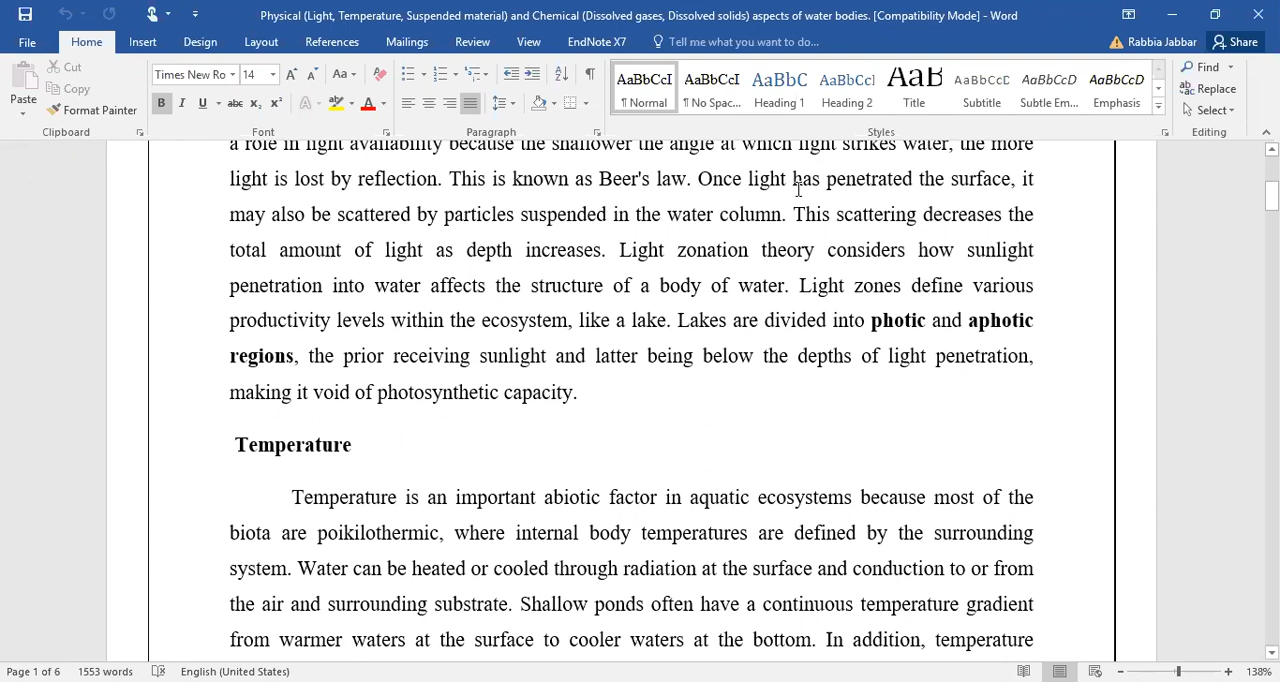 Physical (Light, Temperature, Suspended material) and Chemical (Dissolved gases, Dissolved solids) aspects of water bodies. [Compatibility Mode] - Word
File Home Insert Design Layout References Mailings Review View EndNote X7 Tell me what you want to do... Rabbia Jabbar Share
Paste Cut Copy Format Painter Clipboard
Times New Ro 14 Aa
B I U abc x₂ x² A A Font
Paragraph
AaBbCcI AaBbCcI AaBbC AaBbCcI AaB AaBbCcD AaBbCcD AaBbCcD
¶ Normal ¶ No Spac... Heading 1 Heading 2 Title Subtitle Subtle Em... Emphasis
Styles
Find Replace Select Editing
a role in light availability because the shallower the angle at which light strikes water, the more
light is lost by reflection. This is known as Beer's law. Once light has penetrated the surface, it
may also be scattered by particles suspended in the water column. This scattering decreases the
total amount of light as depth increases. Light zonation theory considers how sunlight
penetration into water affects the structure of a body of water. Light zones define various
productivity levels within the ecosystem, like a lake. Lakes are divided into photic and aphotic
regions, the prior receiving sunlight and latter being below the depths of light penetration,
making it void of photosynthetic capacity.
Temperature
Temperature is an important abiotic factor in aquatic ecosystems because most of the
biota are poikilothermic, where internal body temperatures are defined by the surrounding
system. Water can be heated or cooled through radiation at the surface and conduction to or from
the air and surrounding substrate. Shallow ponds often have a continuous temperature gradient
from warmer waters at the surface to cooler waters at the bottom. In addition, temperature
Page 1 of 6 1553 words English (United States) 138%